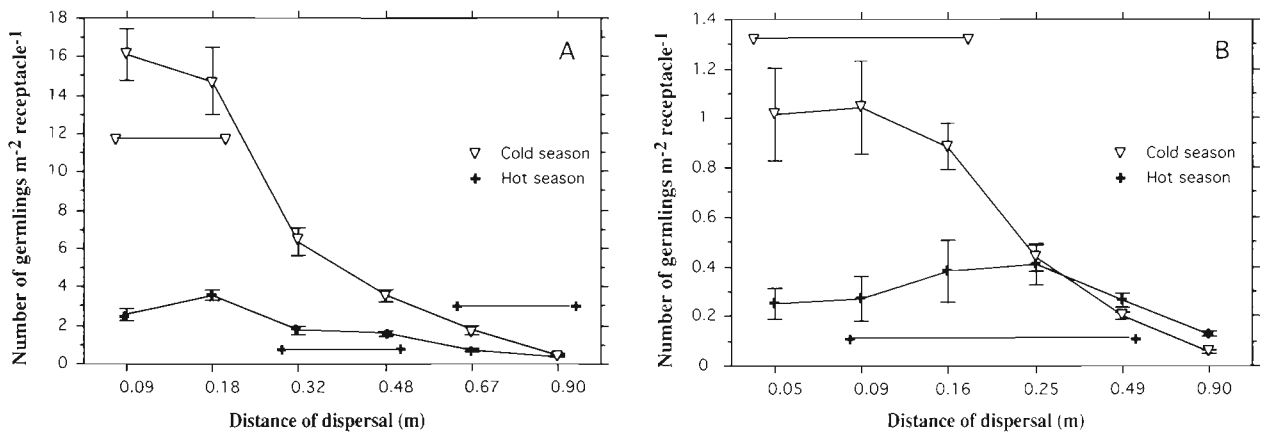 Number of germlings m-2 receptacle-1
18
16
14
12
10
8
6
4
2
0
A
Cold season
Hot season
0.09 0.18 0.32 0.48 0.67 0.90
Distance of dispersal (m)
Number of germlings m-2 receptacle-1
1.4
1.2
1
0.8
0.6
0.4
0.2
0
B
Cold season
Hot season
0.05 0.09 0.16 0.25 0.49 0.90
Distance of dispersal (m)